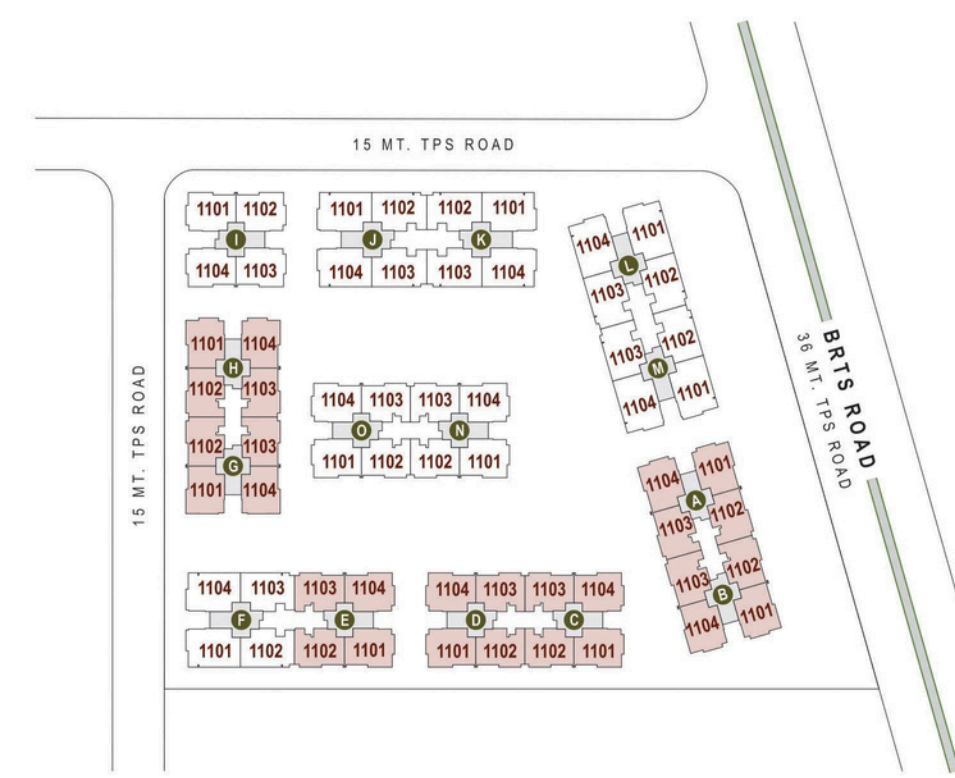 15 MT. TPS ROAD
1101 1102
I
1104 1103
1101 1102 1102 1101
J K
1104 1103 1103 1104
1104 1101
L
1103 1102
1103 1102
M
1104 1101
1101 1104
H
1102 1103
1102 1103
G
1101 1104
15 MT. TPS ROAD
1104 1103 1103 1104
O N
1101 1102 1102 1101
BRTS ROAD
36 MT. TPS ROAD
1104 1101
A
1103 1102
1103 1102
B
1104 1101
1104 1103 1103 1104
F E
1101 1102 1102 1101
1104 1103 1103 1104
D C
1101 1102 1102 1101